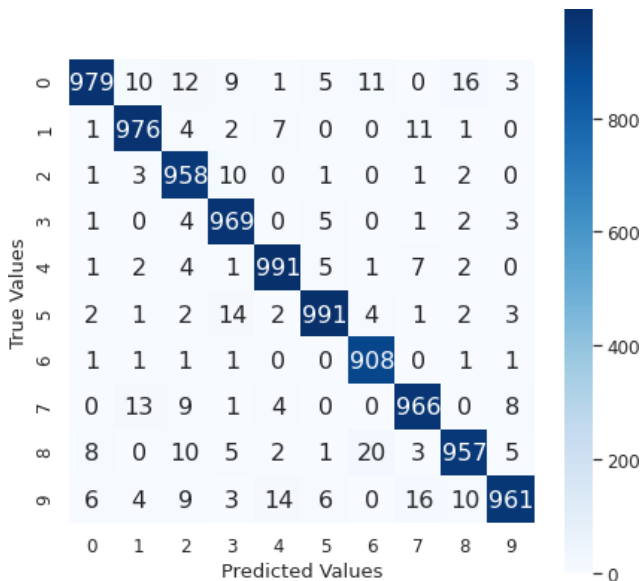 0 979 10 12 9 1 5 11 0 16 3
1 1 976 4 2 7 0 0 11 1 0
2 1 3 958 10 0 1 0 1 2 0
3 1 0 4 969 0 5 0 1 2 3
4 1 2 4 1 991 5 1 7 2 0
5 2 1 2 14 2 991 4 1 2 3
6 1 1 1 1 0 0 908 0 1 1
7 0 13 9 1 4 0 0 966 0 8
8 8 0 10 5 2 1 20 3 957 5
9 6 4 9 3 14 6 0 16 10 961
0 1 2 3 4 5 6 7 8 9
Predicted Values
True Values
800
600
400
200
0